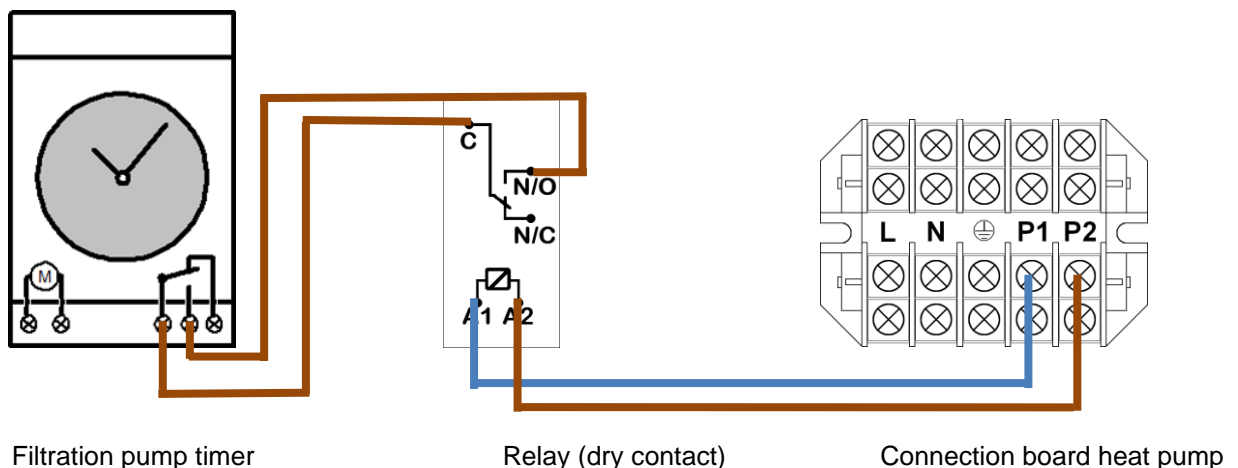 C
N/O
N/C
M
A1 A2
L N P1 P2
Filtration pump timer Relay (dry contact) Connection board heat pump